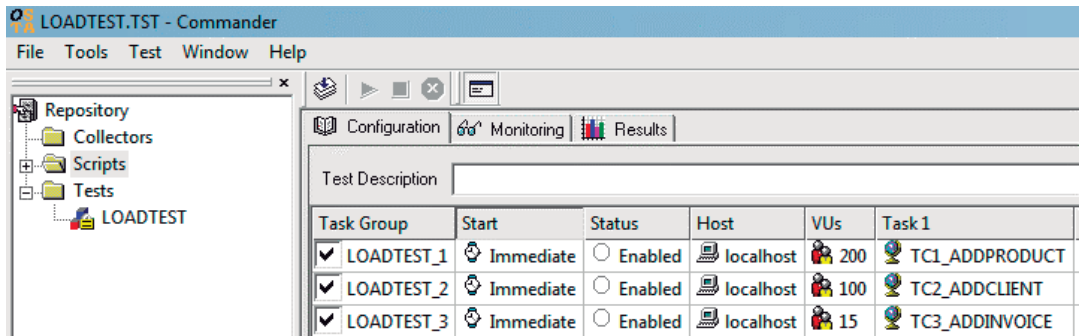 LOADTEST.TST - Commander
File Tools Test Window Help
Repository
Collectors
Scripts
Tests
LOADTEST
Configuration Monitoring Results
Test Description
Task Group Start Status Host VUs Task 1
LOADTEST_1 Immediate Enabled localhost 200 TC1_ADDPRODUCT
LOADTEST_2 Immediate Enabled localhost 100 TC2_ADDCLIENT
LOADTEST_3 Immediate Enabled localhost 15 TC3_ADDINVOICE